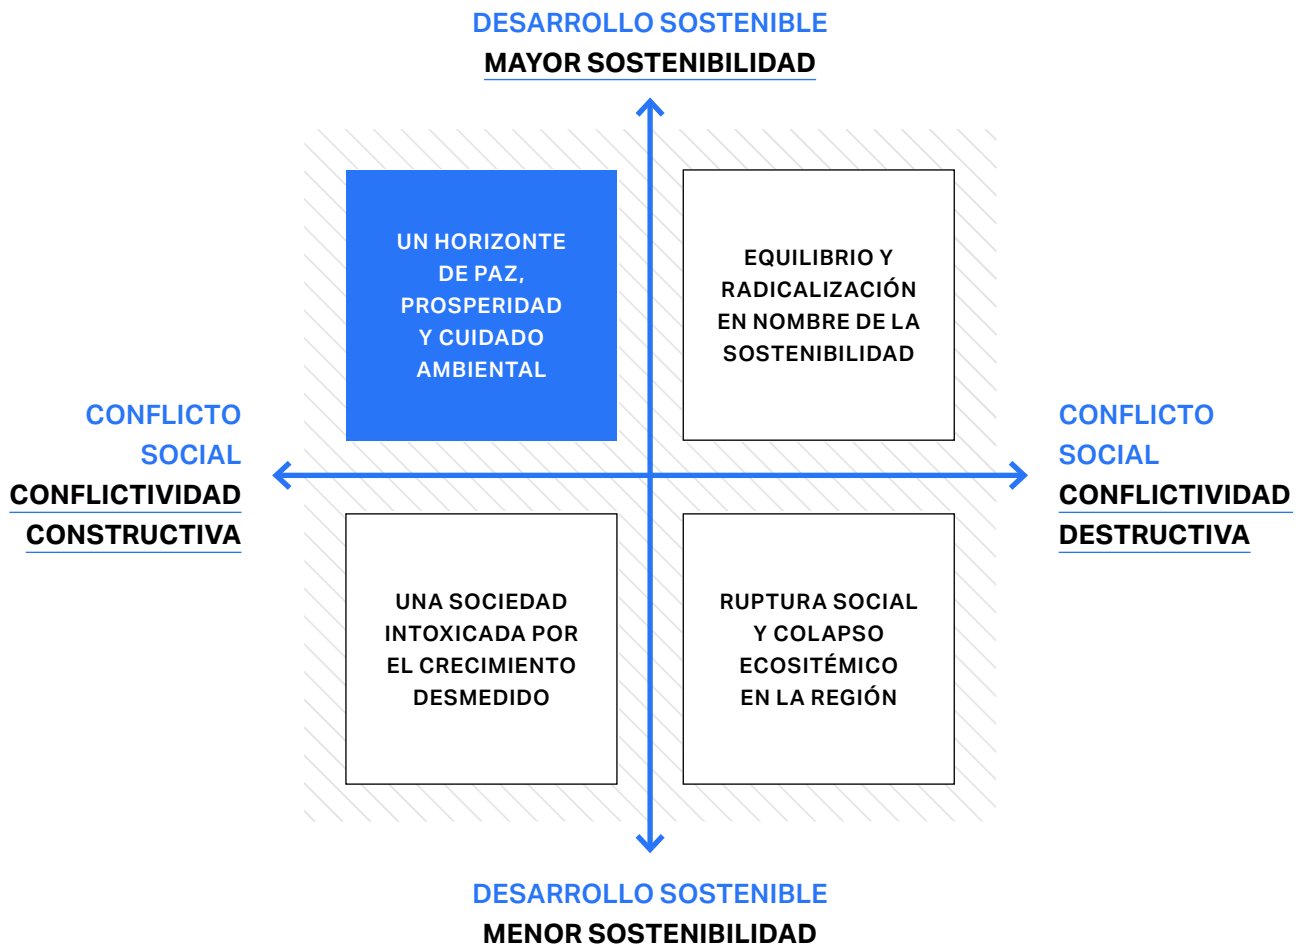 DESARROLLO SOSTENIBLE
MAYOR SOSTENIBILIDAD
UN HORIZONTE
DE PAZ,
PROSPERIDAD
Y CUIDADO
AMBIENTAL
EQUILIBRIO Y
RADICALIZACIÓN
EN NOMBRE DE LA
SOSTENIBILIDAD
CONFLICTO
SOCIAL
CONFLICTIVIDAD
CONSTRUCTIVA
CONFLICTO
SOCIAL
CONFLICTIVIDAD
DESTRUCTIVA
UNA SOCIEDAD
INTOXICADA POR
EL CRECIMIENTO
DESMEDIDO
RUPTURA SOCIAL
Y COLAPSO
ECOSITÉMICO
EN LA REGIÓN
DESARROLLO SOSTENIBLE
MENOR SOSTENIBILIDAD